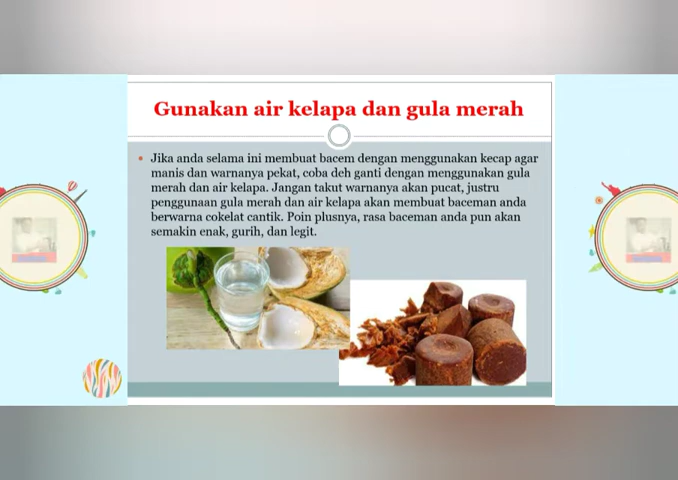 Gunakan air kelapa dan gula merah
Jika anda selama ini membuat bacem dengan menggunakan kecap agar
manis dan warnanya pekat, coba deh ganti dengan menggunakan gula
merah dan air kelapa. Jangan takut warnanya akan pucat, justru
penggunaan gula merah dan air kelapa akan membuat baceman anda
berwarna cokelat cantik. Poin plusnya, rasa baceman anda pun akan
semakin enak, gurih, dan legit.